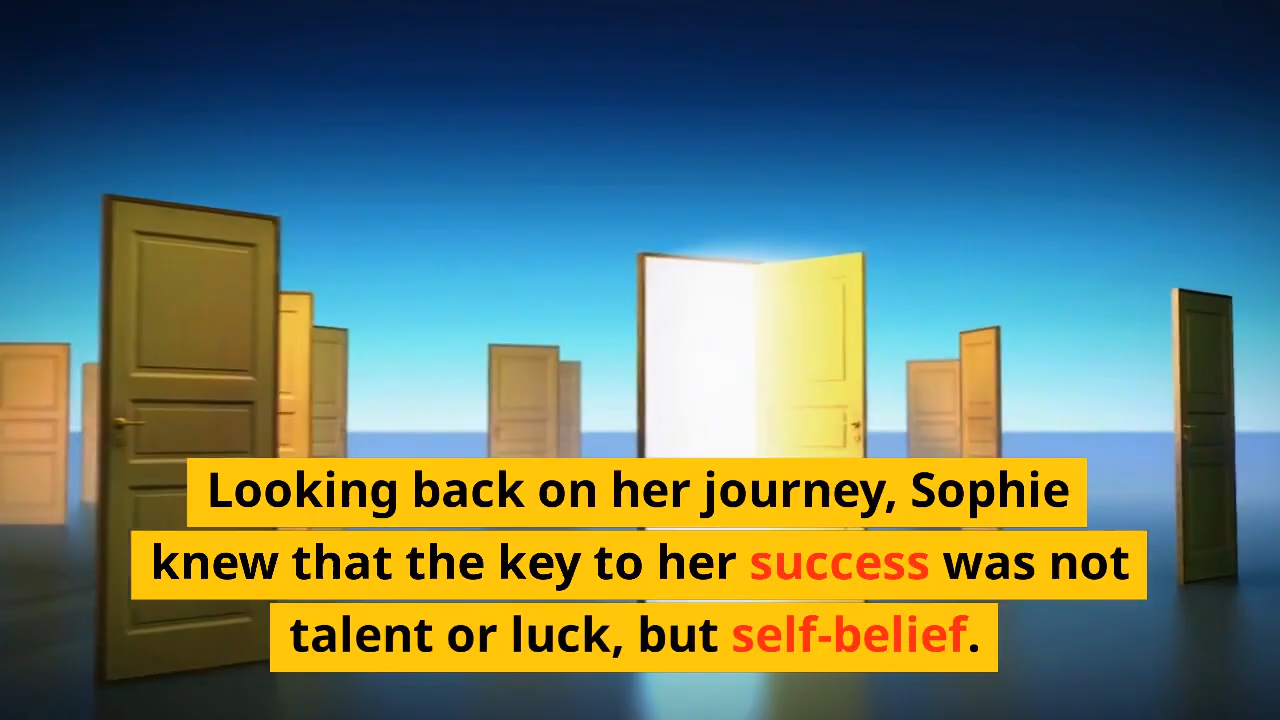 Looking back on her journey, Sophie
knew that the key to her success was not
talent or luck, but self-belief.